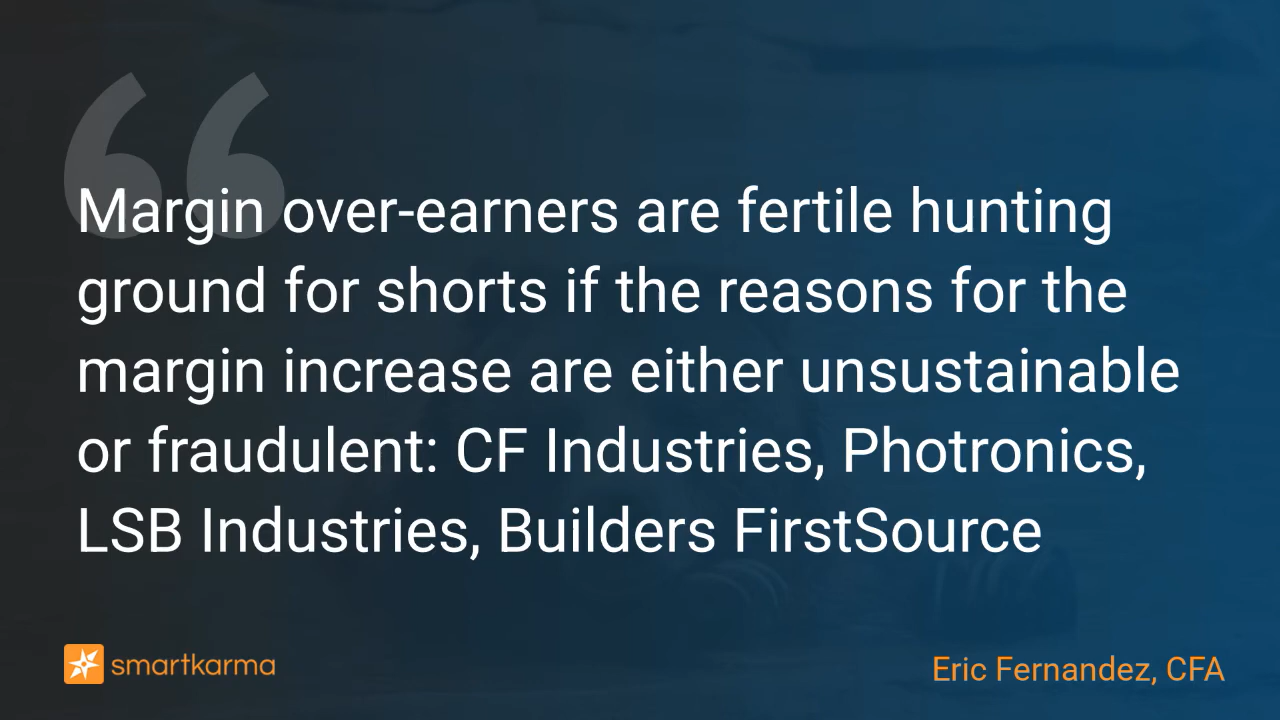 “
Margin over-earners are fertile hunting
ground for shorts if the reasons for the
margin increase are either unsustainable
or fraudulent: CF Industries, Photronics,
LSB Industries, Builders FirstSource
smartkarma
Eric Fernandez, CFA